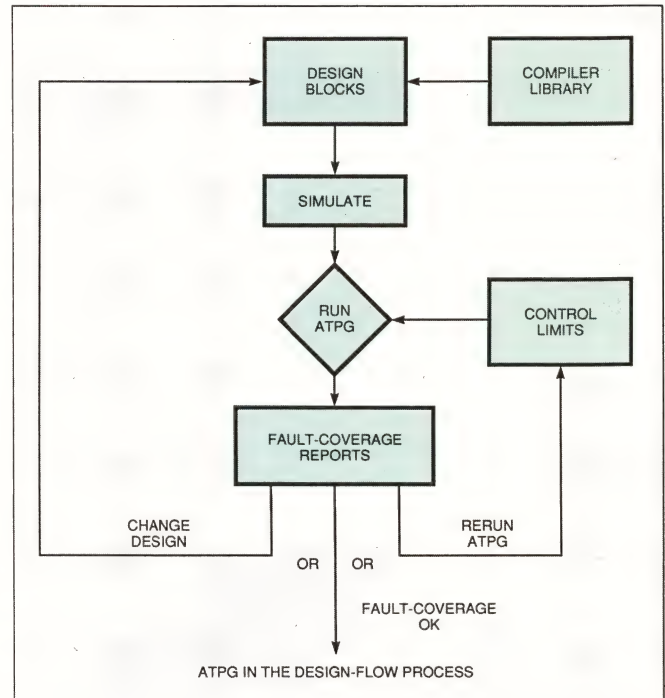 DESIGN
BLOCKS
COMPILER
LIBRARY
SIMULATE
RUN
ATPG
CONTROL
LIMITS
FAULT-COVERAGE
REPORTS
CHANGE
DESIGN
RERUN
ATPG
OR
OR
FAULT-COVERAGE
OK
ATPG IN THE DESIGN-FLOW PROCESS